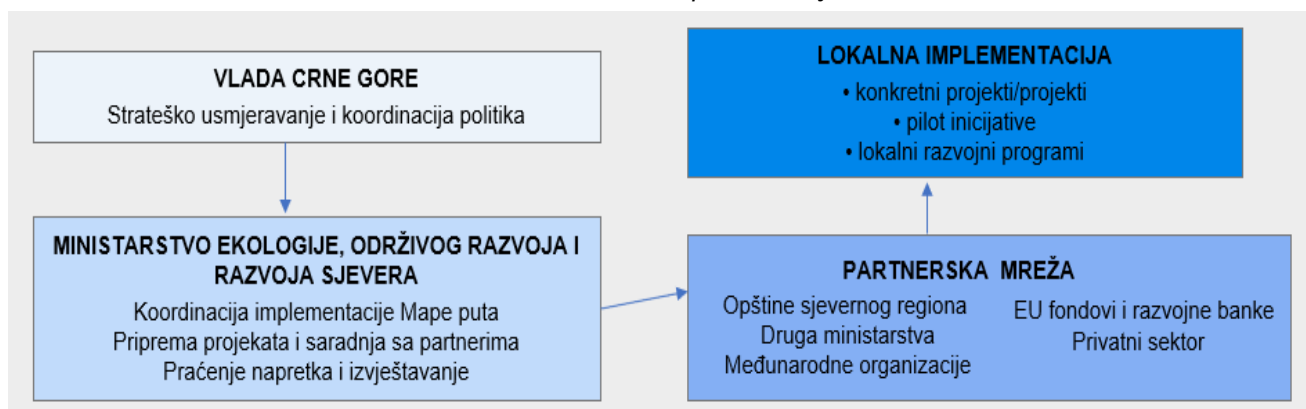 VLADA CRNE GORE
Strateško usmjeravanje i koordinacija politika
MINISTARSTVO EKOLOGIJE, ODRŽIVOG RAZVOJA I
RAZVOJA SJEVERA
Koordinacija implementacije Mape puta
Priprema projekata i saradnja sa partnerima
Praćenje napretka i izvještavanje
PARTNERSKA MREŽA
Opštine sjevernog regiona
Druga ministarstva
Međunarodne organizacije
EU fondovi i razvojne banke
Privatni sektor
LOKALNA IMPLEMENTACIJA
• konkretni projekti/projekti
• pilot inicijative
• lokalni razvojni programi